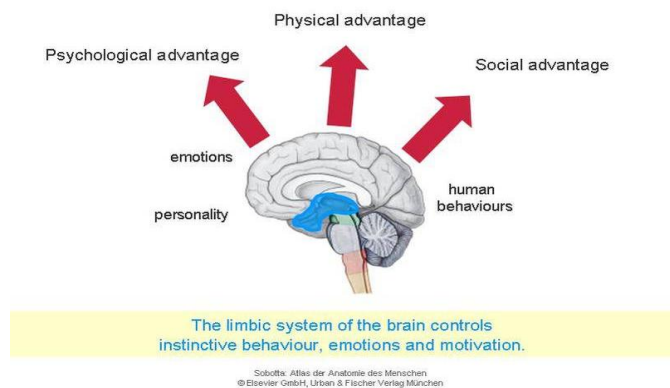 Physical advantage
Psychological advantage
Social advantage
emotions
human
behaviours
personality
The limbic system of the brain controls
instinctive behaviour, emotions and motivation.
Sobotta: Atlas der Anatomie des Menschen
© Elsevier GmbH, Urban & Fischer Verlag München